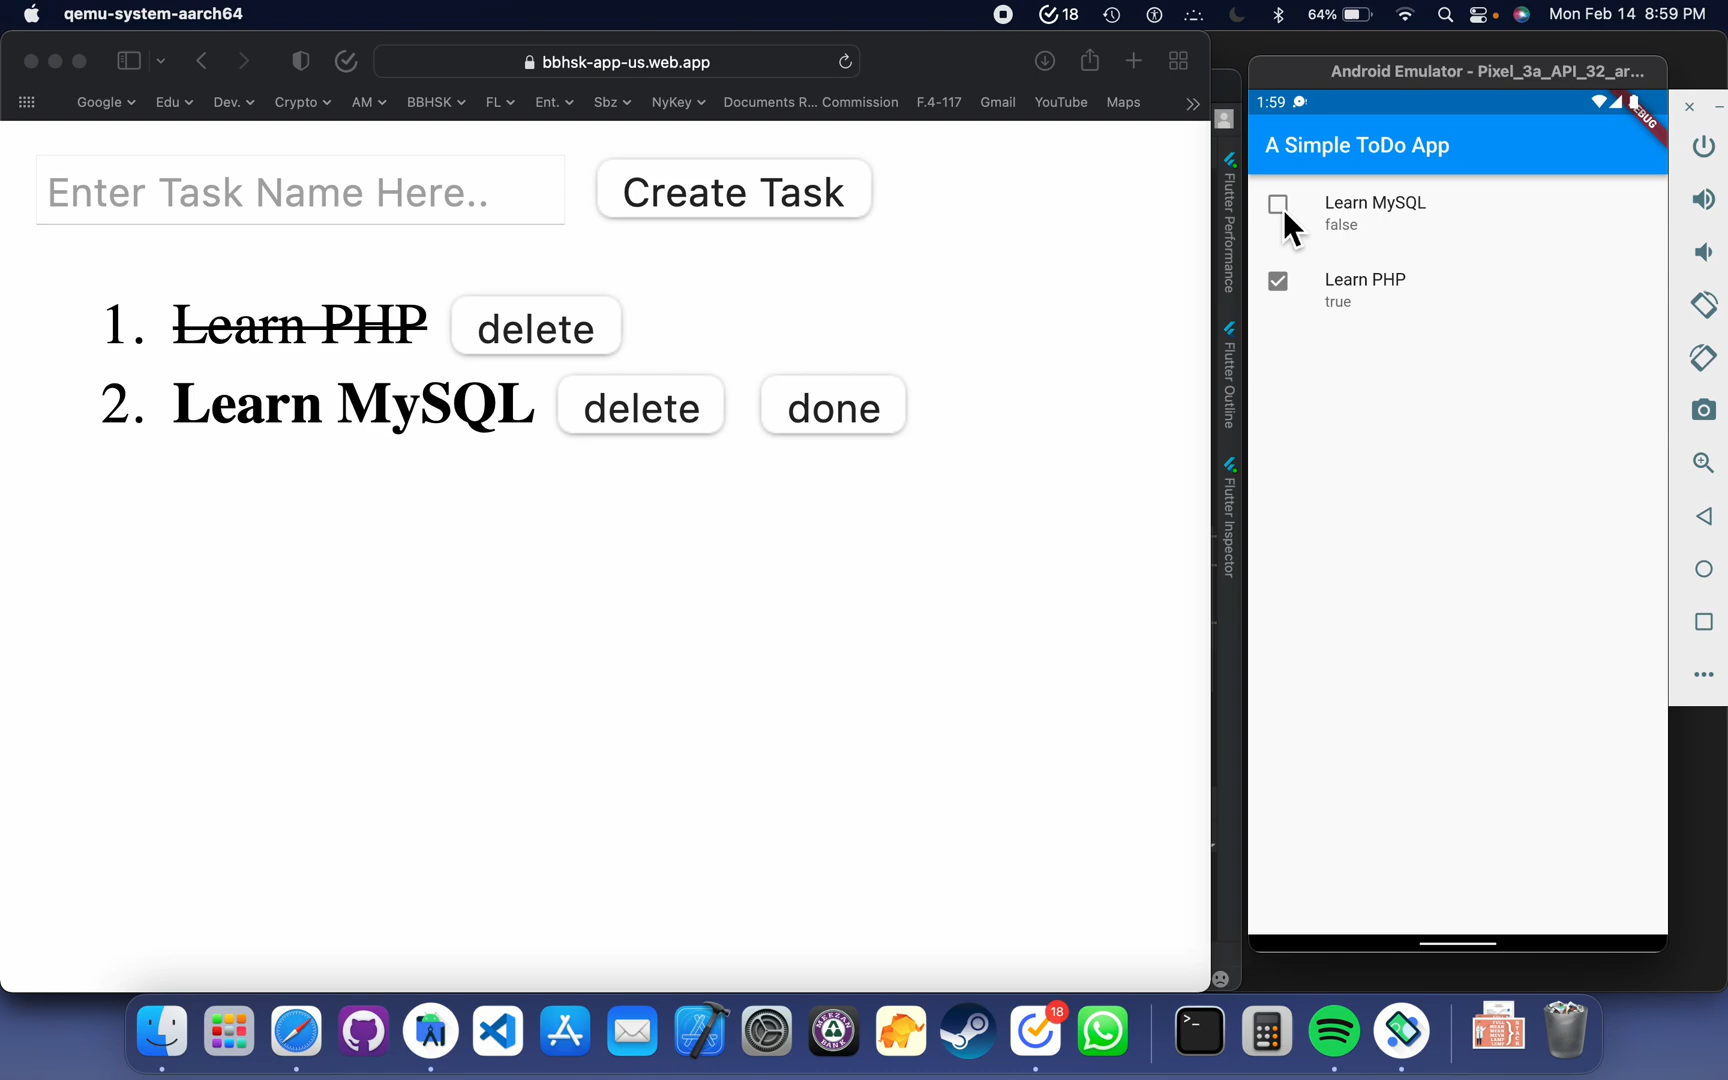 qemu-system-aarch64
18
64%
Mon Feb 14 8:59 PM
bbhsk-app-us.web.app
Google Edu Dev. Crypto AM BBHSK FL Ent. Sbz NyKey Documents R... Commission F.4-117 Gmail YouTube Maps
Enter Task Name Here..
Create Task
1. Learn PHP delete
2. Learn MySQL delete done
Flutter Performance
Flutter Outline
Flutter Inspector
Android Emulator - Pixel_3a_API_32_ar...
1:59
A Simple ToDo App
Learn MySQL
false
Learn PHP
true
MEEZAN
BANK
18